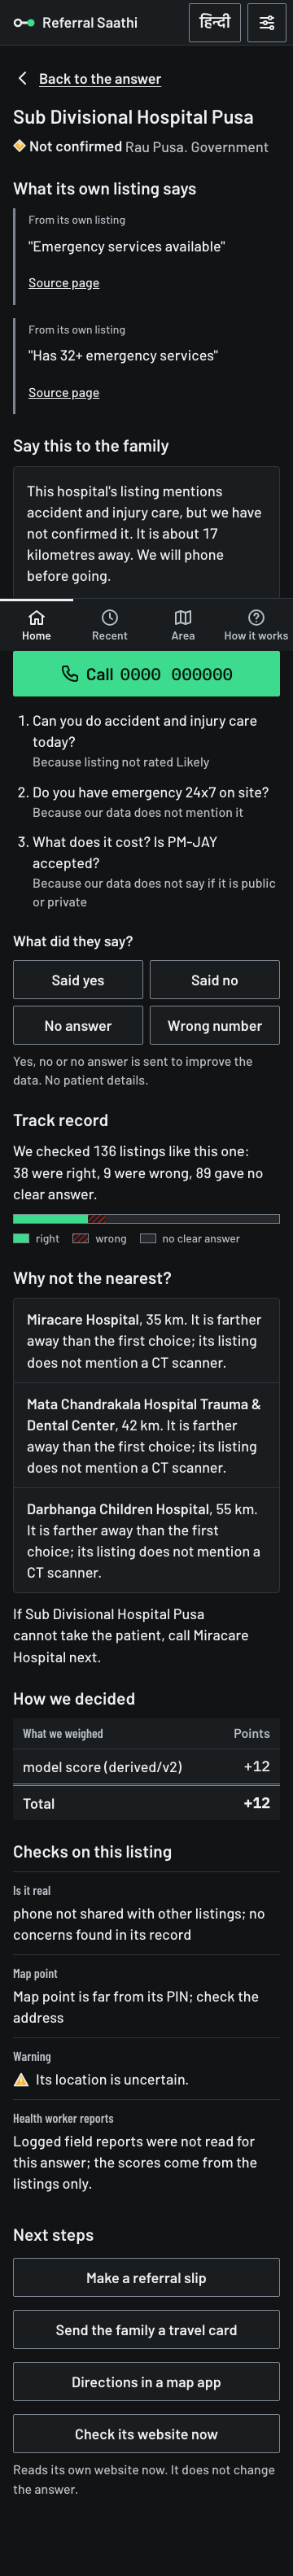 Referral Saathi
हिन्दी
Back to the answer
Sub Divisional Hospital Pusa
Not confirmed Rau Pusa. Government
What its own listing says
From its own listing
"Emergency services available"
Source page
From its own listing
"Has 32+ emergency services"
Source page
Say this to the family
This hospital's listing mentions
accident and injury care, but we have
not confirmed it. It is about 17
kilometres away. We will phone
before going.
Home
Recent
Area
How it works
Call 0000 000000
1. Can you do accident and injury care
today?
Because listing not rated Likely
2. Do you have emergency 24x7 on site?
Because our data does not mention it
3. What does it cost? Is PM-JAY
accepted?
Because our data does not say if it is public
or private
What did they say?
Said yes
Said no
No answer
Wrong number
Yes, no or no answer is sent to improve the
data. No patient details.
Track record
We checked 136 listings like this one:
38 were right, 9 were wrong, 89 gave no
clear answer.
right
wrong
no clear answer
Why not the nearest?
Miracare Hospital, 35 km. It is farther
away than the first choice; its listing
does not mention a CT scanner.
Mata Chandrakala Hospital Trauma &
Dental Center, 42 km. It is farther
away than the first choice; its listing
does not mention a CT scanner.
Darbhanga Children Hospital, 55 km.
It is farther away than the first
choice; its listing does not mention a
CT scanner.
If Sub Divisional Hospital Pusa
cannot take the patient, call Miracare
Hospital next.
How we decided
What we weighed
Points
model score (derived/v2)
+12
Total
+12
Checks on this listing
Is it real
phone not shared with other listings; no
concerns found in its record
Map point
Map point is far from its PIN; check the
address
Warning
Its location is uncertain.
Health worker reports
Logged field reports were not read for
this answer; the scores come from the
listings only.
Next steps
Make a referral slip
Send the family a travel card
Directions in a map app
Check its website now
Reads its own website now. It does not change
the answer.